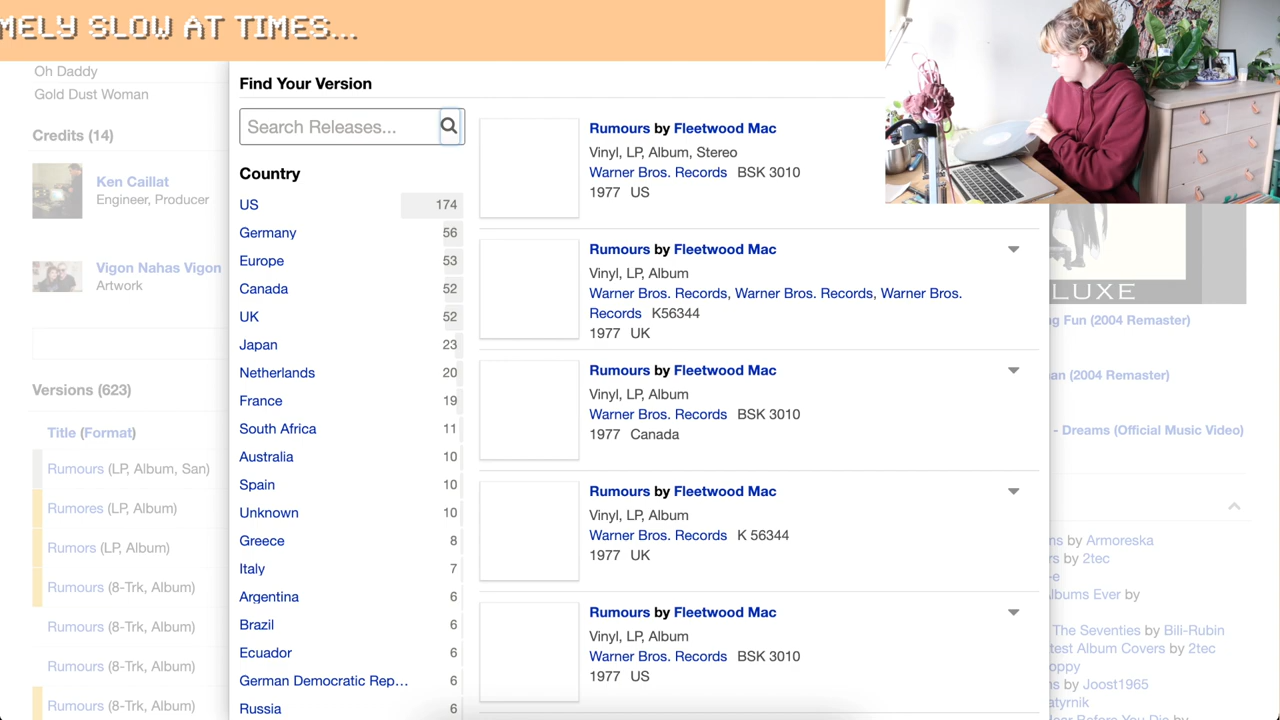 MELY SLOW AT TIMES...
Oh Daddy
Gold Dust Woman
Credits (14)
Ken Caillat
Engineer, Producer
Vigon Nahas Vigon
Artwork
Versions (623)
Title (Format)
Rumours (LP, Album, San)
Rumores (LP, Album)
Rumors (LP, Album)
Rumours (8-Trk, Album)
Rumours (8-Trk, Album)
Rumours (8-Trk, Album)
Rumours (8-Trk, Album)
Find Your Version
Search Releases...
Country
US 174
Germany 56
Europe 53
Canada 52
UK 52
Japan 23
Netherlands 20
France 19
South Africa 11
Australia 10
Spain 10
Unknown 10
Greece 8
Italy 7
Argentina 6
Brazil 6
Ecuador 6
German Democratic Rep... 6
Russia 6
Rumours by Fleetwood Mac
Vinyl, LP, Album, Stereo
Warner Bros. Records BSK 3010
1977 US
Rumours by Fleetwood Mac
Vinyl, LP, Album
Warner Bros. Records, Warner Bros. Records, Warner Bros.
Records K56344
1977 UK
Rumours by Fleetwood Mac
Vinyl, LP, Album
Warner Bros. Records BSK 3010
1977 Canada
Rumours by Fleetwood Mac
Vinyl, LP, Album
Warner Bros. Records K 56344
1977 UK
Rumours by Fleetwood Mac
Vinyl, LP, Album
Warner Bros. Records BSK 3010
1977 US
LUXE
ng Fun (2004 Remaster)
an (2004 Remaster)
- Dreams (Official Music Video)
ns by Armoreska
rs by 2tec
-e
lbums Ever by
The Seventies by Bili-Rubin
test Album Covers by 2tec
oppy
ns by Joost1965
atyrnik
Hear Before You Die by